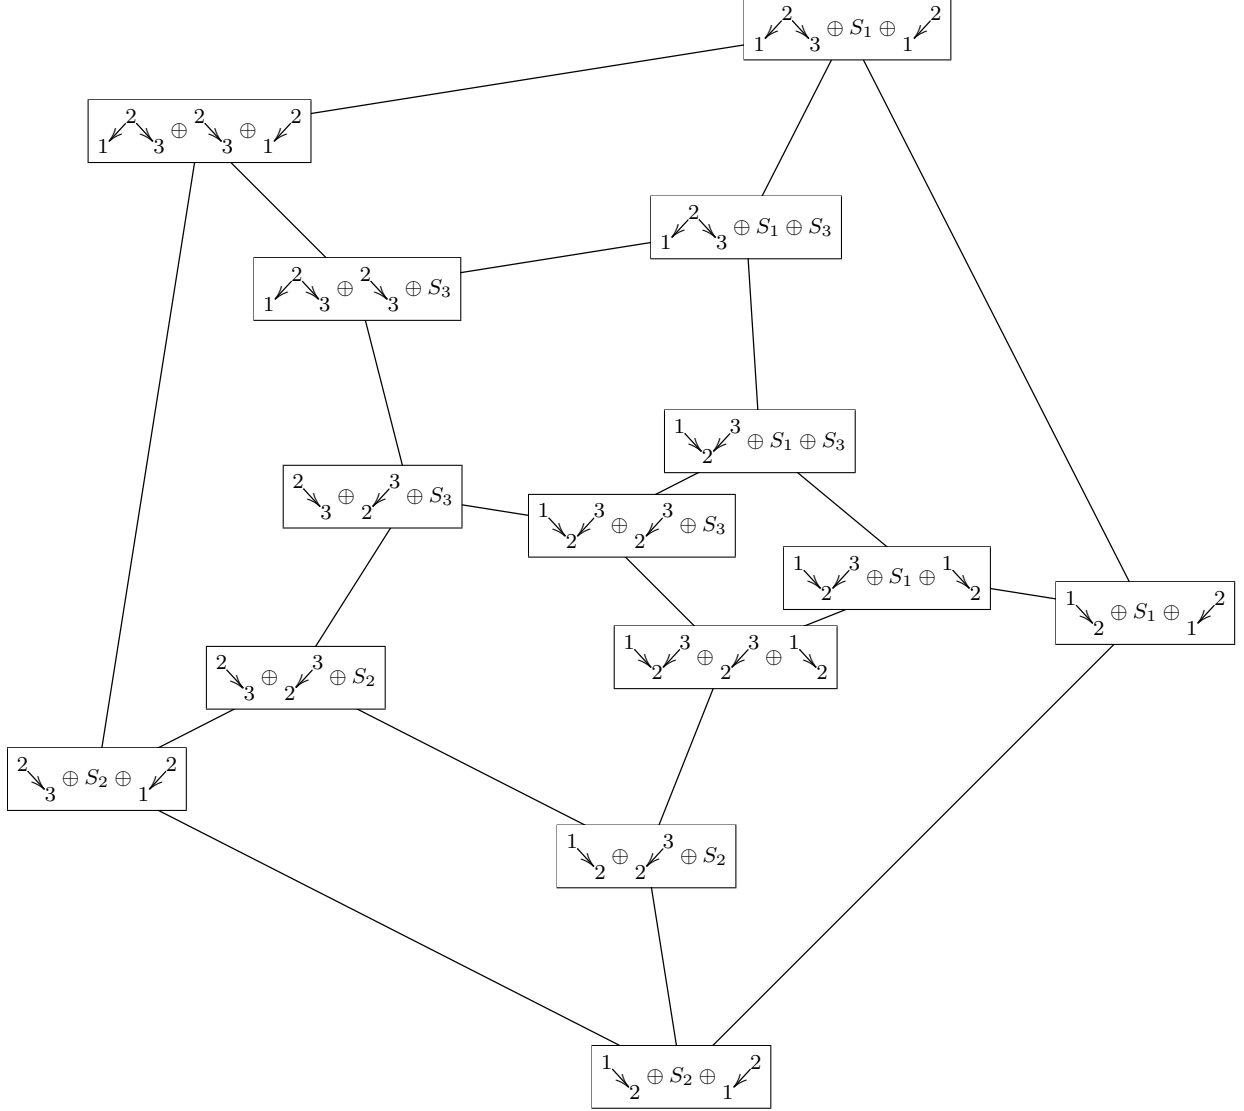 1 ↙ 2 ↘ 3 ⊕ S₁ ⊕ 1 ↙ 2
1 ↙ 2 ↘ 3 ⊕ 2 ↘ 3 ⊕ 1 ↙ 2
1 ↙ 2 ↘ 3 ⊕ S₁ ⊕ S₃
1 ↙ 2 ↘ 3 ⊕ 2 ↘ 3 ⊕ S₃
1 ↘ 2 ↙ 3 ⊕ S₁ ⊕ S₃
2 ↘ 3 ⊕ 2 ↙ 3 ⊕ S₃
1 ↘ 2 ↙ 3 ⊕ 2 ↙ 3 ⊕ S₃
1 ↘ 2 ↙ 3 ⊕ S₁ ⊕ 1 ↘ 2
1 ↘ 2 ⊕ S₁ ⊕ 1 ↙ 2
1 ↘ 2 ↙ 3 ⊕ 2 ↙ 3 ⊕ 1 ↘ 2
2 ↘ 3 ⊕ 2 ↙ 3 ⊕ S₂
2 ↘ 3 ⊕ S₂ ⊕ 1 ↙ 2
1 ↘ 2 ⊕ 2 ↙ 3 ⊕ S₂
1 ↘ 2 ⊕ S₂ ⊕ 1 ↙ 2